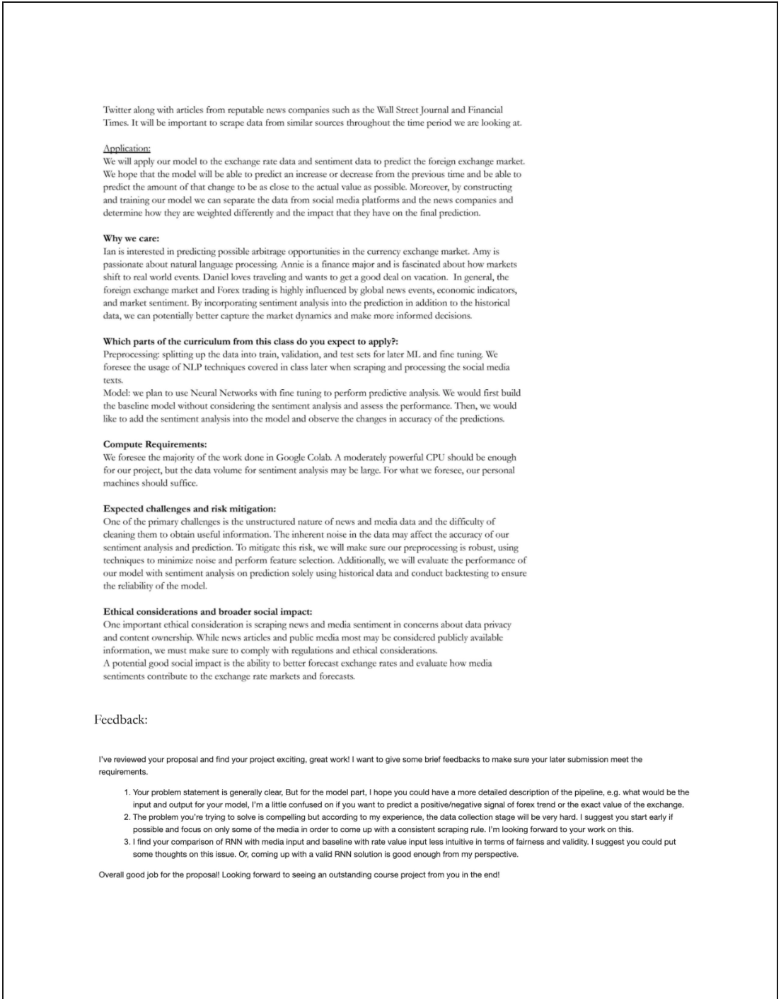 Twitter along with articles from reputable news companies such as the Wall Street Journal and Financial
Times. It will be important to scrape data from similar sources throughout the time period we are looking at.
Application:
We will apply our model to the exchange rate data and sentiment data to predict the foreign exchange market.
We hope that the model will be able to predict an increase or decrease from the previous time and be able to
predict the amount of that change to be as close to the actual value as possible. Moreover, by constructing
and training our model we can separate the data from social media platforms and the news companies and
determine how they are weighted differently and the impact that they have on the final prediction.
Why we care:
Ian is interested in predicting possible arbitrage opportunities in the currency exchange market. Amy is
passionate about natural language processing. Annie is a finance major and is fascinated about how markets
shift to real world events. Daniel loves traveling and wants to get a good deal on vacation.  In general, the
foreign exchange market and Forex trading is highly influenced by global news events, economic indicators,
and market sentiment. By incorporating sentiment analysis into the prediction in addition to the historical
data, we can potentially better capture the market dynamics and make more informed decisions.
Which parts of the curriculum from this class do you expect to apply?:
Preprocessing: splitting up the data into train, validation, and test sets for later ML and fine tuning. We
foresee the usage of NLP techniques covered in class later when scraping and processing the social media
texts.
Model: we plan to use Neural Networks with fine tuning to perform predictive analysis. We would first build
the baseline model without considering the sentiment analysis and assess the performance. Then, we would
like to add the sentiment analysis into the model and observe the changes in accuracy of the predictions.
Compute Requirements:
We foresee the majority of the work done in Google Colab. A moderately powerful CPU should be enough
for our project, but the data volume for sentiment analysis may be large. For what we foresee, our personal
machines should suffice.
Expected challenges and risk mitigation:
One of the primary challenges is the unstructured nature of news and media data and the difficulty of
cleaning them to obtain useful information. The inherent noise in the data may affect the accuracy of our
sentiment analysis and prediction. To mitigate this risk, we will make sure our preprocessing is robust, using
techniques to minimize noise and perform feature selection. Additionally, we will evaluate the performance of
our model with sentiment analysis on prediction solely using historical data and conduct backtesting to ensure
the reliability of the model.
Ethical considerations and broader social impact:
One important ethical consideration is scraping news and media sentiment in concerns about data privacy
and content ownership. While news articles and public media most may be considered publicly available
information, we must make sure to comply with regulations and ethical considerations.
A potential good social impact is the ability to better forecast exchange rates and evaluate how media
sentiments contribute to the exchange rate markets and forecasts.
Feedback:
I've reviewed your proposal and find your project exciting, great work! I want to give some brief feedbacks to make sure your later submission meet the
requirements.
1. Your problem statement is generally clear, But for the model part, I hope you could have a more detailed description of the pipeline, e.g. what would be the
input and output for your model, I'm a little confused on if you want to predict a positive/negative signal of forex trend or the exact value of the exchange.
2. The problem you're trying to solve is compelling but according to my experience, the data collection stage will be very hard. I suggest you start early if
possible and focus on only some of the media in order to come up with a consistent scraping rule. I'm looking forward to your work on this.
3. I find your comparison of RNN with media input and baseline with rate value input less intuitive in terms of fairness and validity. I suggest you could put
some thoughts on this issue. Or, coming up with a valid RNN solution is good enough from my perspective.
Overall good job for the proposal! Looking forward to seeing an outstanding course project from you in the end!